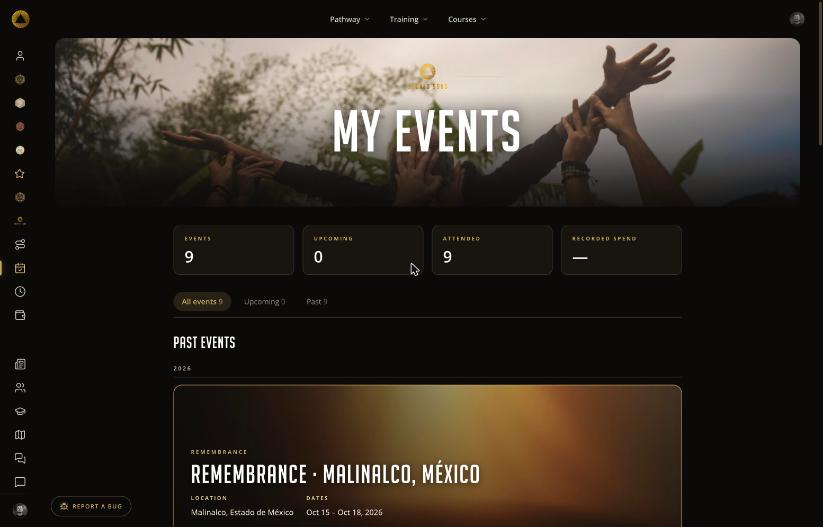 Pathway
Training
Courses
MY EVENTS
EVENTS
9
UPCOMING
0
ATTENDED
9
RECORDED SPEND
—
All events 9
Upcoming 0
Past 9
PAST EVENTS
2026
REMEMBRANCE
REMEMBRANCE · MALINALCO, MÉXICO
LOCATION
DATES
Malinalco, Estado de México
Oct 15 – Oct 18, 2026
REPORT A BUG